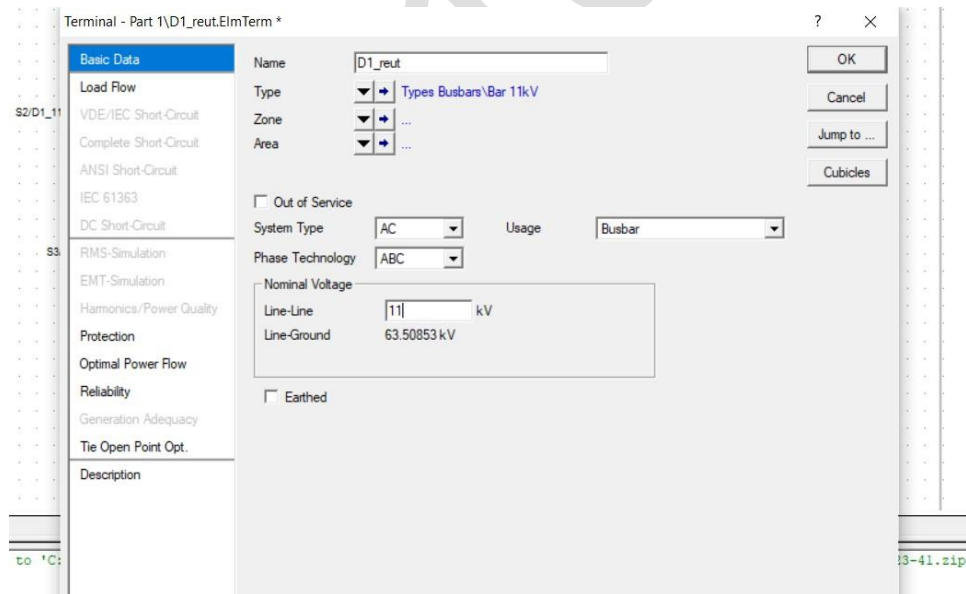 Terminal - Part 1\D1_reut.ElmTerm * ? ×
Basic Data
Load Flow
VDE/IEC Short-Circuit
Complete Short-Circuit
ANSI Short-Circuit
IEC 61363
DC Short-Circuit
RMS-Simulation
EMT-Simulation
Harmonics/Power Quality
Protection
Optimal Power Flow
Reliability
Generation Adequacy
Tie Open Point Opt.
Description
Name D1_reut
Type Types Busbars\Bar 11kV
Zone ...
Area ...
Out of Service
System Type AC Usage Busbar
Phase Technology ABC
Nominal Voltage
Line-Line 11 kV
Line-Ground 63.50853 kV
Earthed
OK
Cancel
Jump to ...
Cubicles
S2/D1_11
S3
to 'C:
3-41.zip